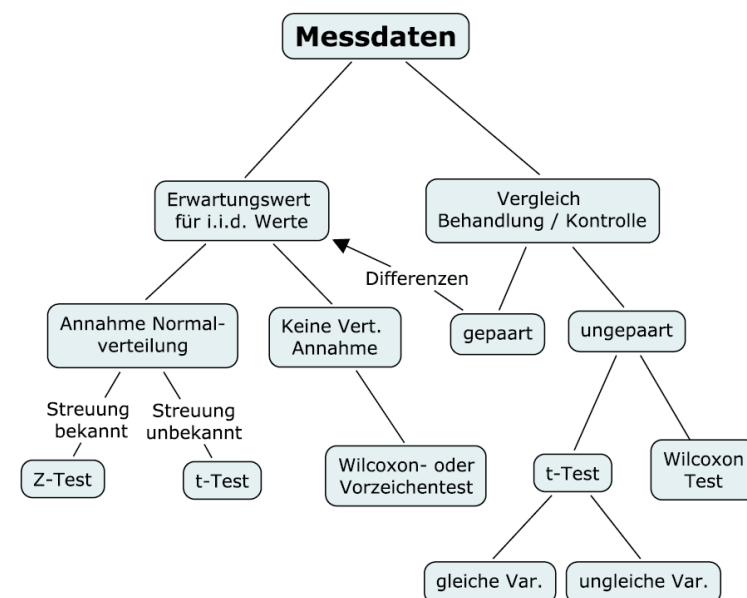 Messdaten
Erwartungswert
für i.i.d. Werte
Vergleich
Behandlung / Kontrolle
Differenzen
Annahme Normal-
verteilung
Keine Vert.
Annahme
gepaart
ungepaart
Streuung
bekannt
Streuung
unbekannt
Z-Test
t-Test
Wilcoxon- oder
Vorzeichentest
t-Test
Wilcoxon
Test
gleiche Var.
ungleiche Var.